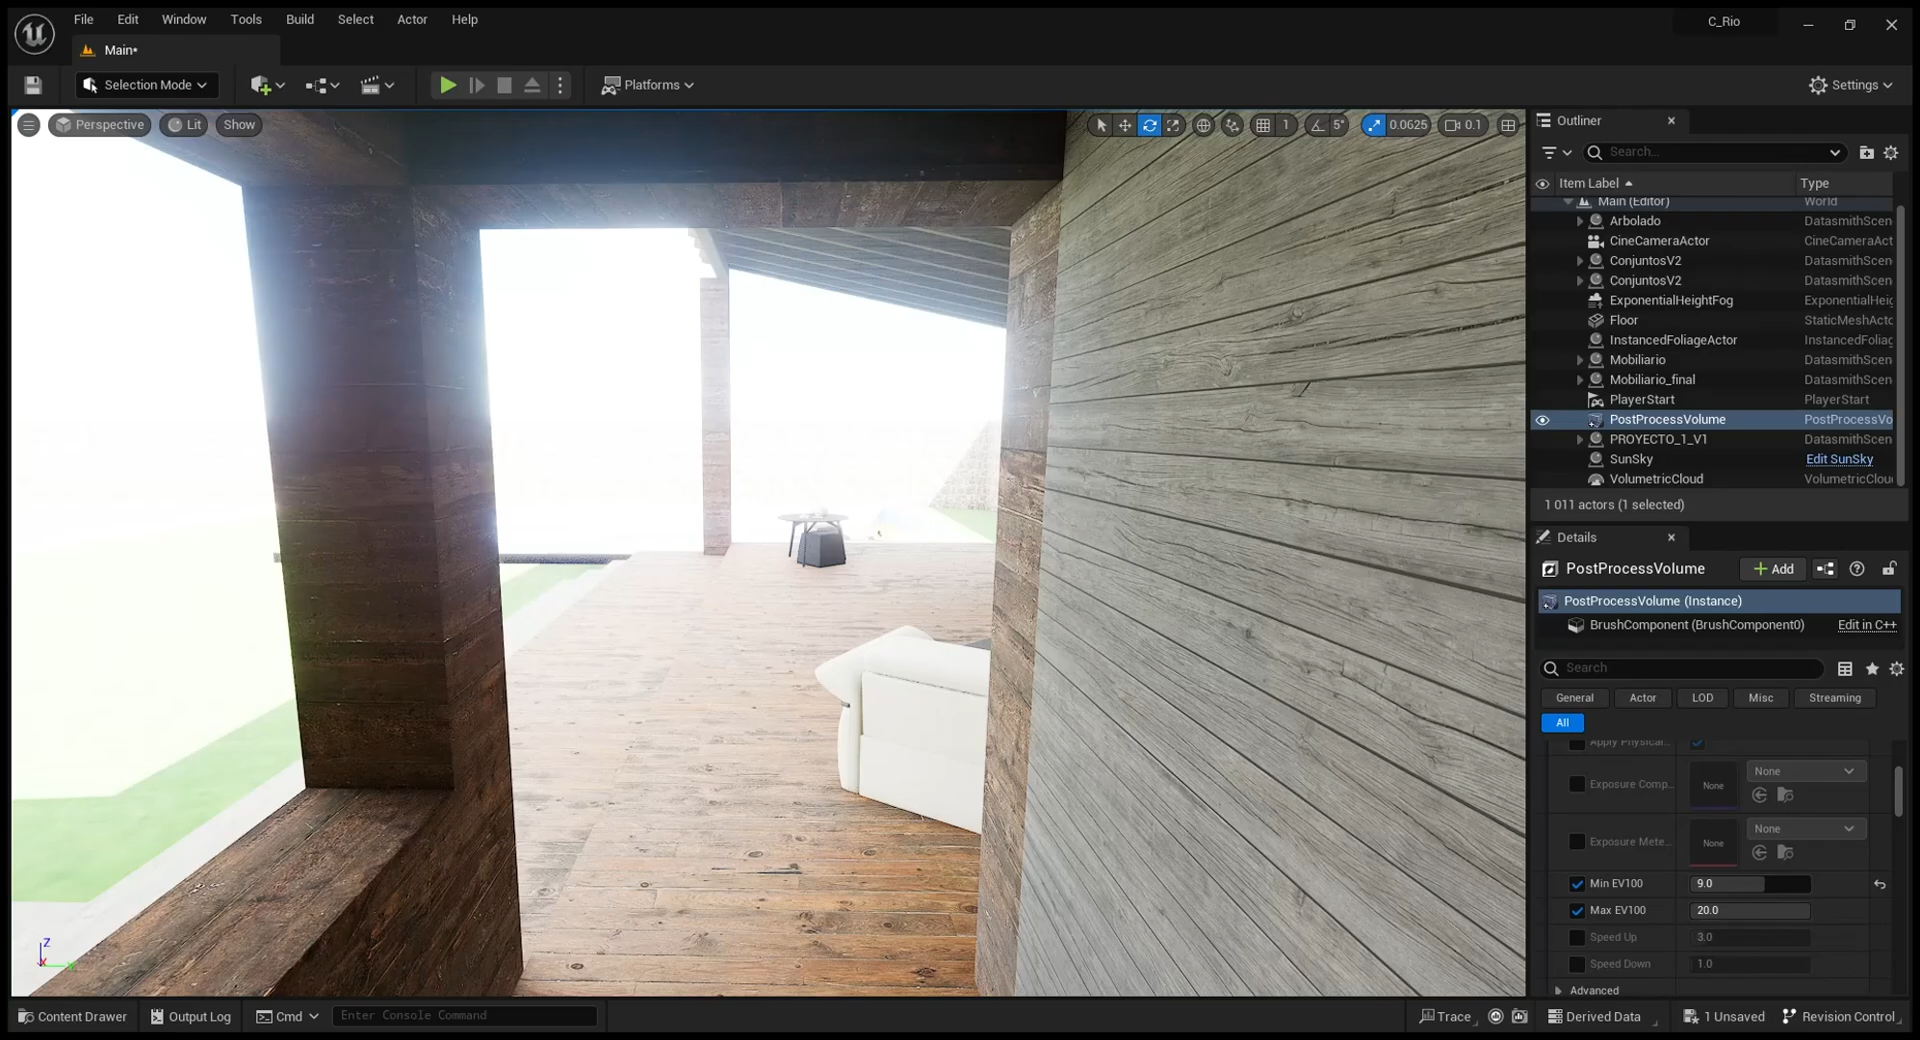 File Edit Window Tools Build Select Actor Help
C_Rio
Main•
Selection Mode
Platforms
Settings
Perspective
Lit
Show
1
5°
0.0625
0.1
Outliner
Search...
Item Label
Type
Main (Editor) World
Arbolado DatasmithScen
CineCameraActor CineCameraAct
ConjuntosV2 DatasmithScen
ConjuntosV2 DatasmithScen
ExponentialHeightFog ExponentialHeig
Floor StaticMeshActo
InstancedFoliageActor InstancedFoliag
Mobiliario DatasmithScen
Mobiliario_final DatasmithScen
PlayerStart PlayerStart
PostProcessVolume PostProcessVo
PROYECTO_1_V1 DatasmithScen
SunSky Edit SunSky
VolumetricCloud VolumetricClou
1 011 actors (1 selected)
Details
PostProcessVolume
Add
PostProcessVolume (Instance)
BrushComponent (BrushComponent0) Edit in C++
Search
General Actor LOD Misc Streaming
All
Apply Physical...
Exposure Comp... None None
Exposure Mete... None None
Min EV100 9.0
Max EV100 20.0
Speed Up 3.0
Speed Down 1.0
Advanced
Z
X
Content Drawer
Output Log
Cmd
Enter Console Command
Trace
Derived Data
1 Unsaved
Revision Control